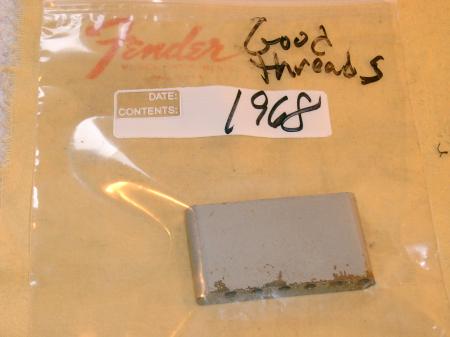 Fender
Good
threads
DATE:
CONTENTS:
1968